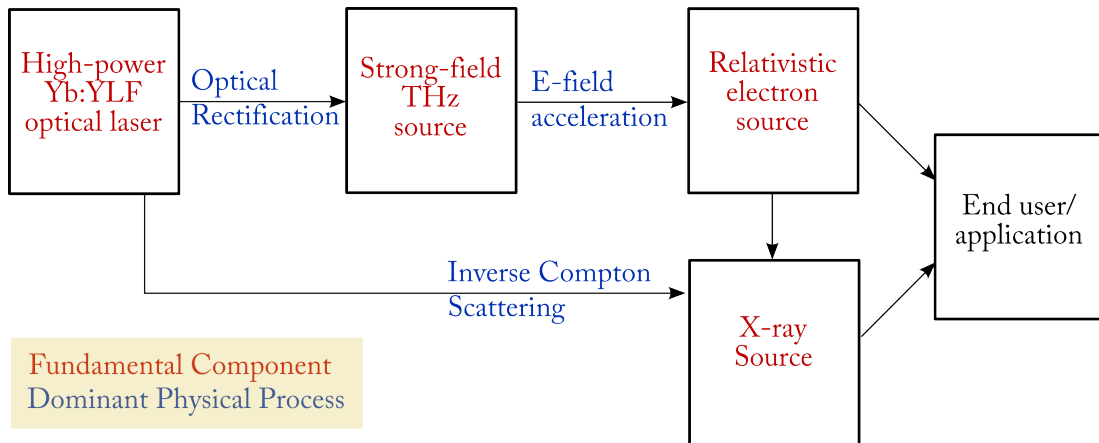 High-power
Yb:YLF
optical laser
Optical
Rectification
Strong-field
THz
source
E-field
acceleration
Relativistic
electron
source
End user/
application
Inverse Compton
Scattering
X-ray
Source
Fundamental Component
Dominant Physical Process